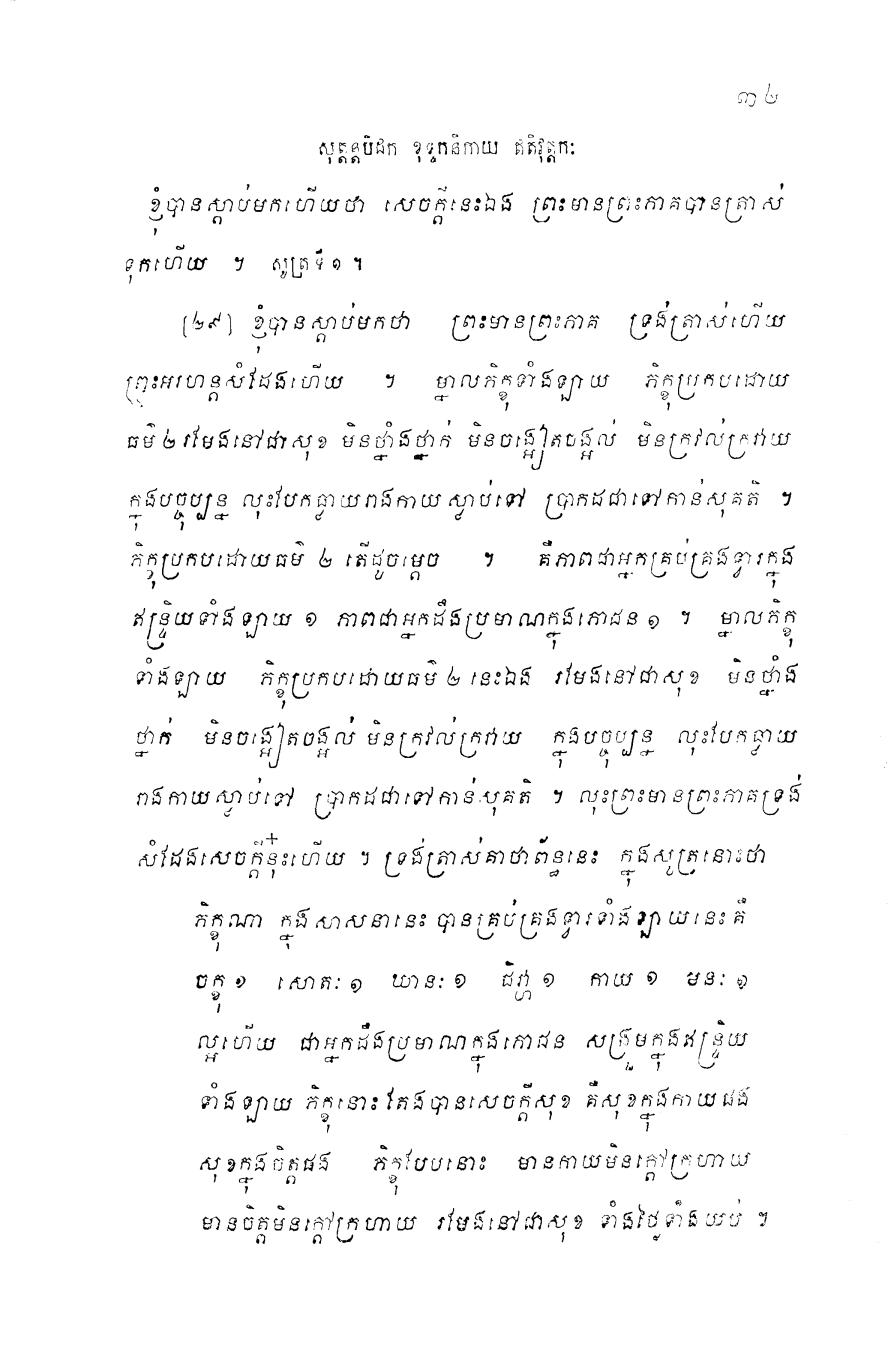 ៣២
សុត្តន្តបិដក ខុទ្ទកនិកាយ ឥតិវុត្តកៈ
ខ្ញុំបានស្តាប់មកហើយថា សេចក្តីនេះឯង ព្រះមានព្រះភាគបានត្រាស់
ទុកហើយ ។ សូត្រទី១ ។
[២៩] ខ្ញុំបានស្តាប់មកថា ព្រះមានព្រះភាគ ទ្រង់ត្រាស់ហើយ
ព្រះអរហន្តសំដែងហើយ ។ ម្នាលភិក្ខុទាំងឡាយ ភិក្ខុប្រកបដោយ
ធម៌ ២ រមែងនៅជាសុខ មិនថ្នាំងថ្នាក់ មិនចង្អៀតចង្អល់ មិនក្រវល់ក្រវាយ
ក្នុងបច្ចុប្បន្ន លុះបែកធ្លាយរាងកាយស្លាប់ទៅ ប្រាកដជាទៅកាន់សុគតិ ។
ភិក្ខុប្រកបដោយធម៌ ២ តើដូចម្តេច ។ គឺភាពជាអ្នកគ្រប់គ្រងទ្វារក្នុង
ឥន្ទ្រិយទាំងឡាយ ១ ភាពជាអ្នកដឹងប្រមាណក្នុងភោជន ១ ។ ម្នាលភិក្ខុ
ទាំងឡាយ ភិក្ខុប្រកបដោយធម៌ ២ នេះឯង រមែងនៅជាសុខ មិនថ្នាំង
ថ្នាក់ មិនចង្អៀតចង្អល់ មិនក្រវល់ក្រវាយ ក្នុងបច្ចុប្បន្ន លុះបែកធ្លាយ
រាងកាយស្លាប់ទៅ ប្រាកដជាទៅកាន់សុគតិ ។ លុះព្រះមានព្រះភាគទ្រង់
សំដែងសេចក្តីនុ៎ះហើយ ។ ទ្រង់ត្រាស់គាថាព័ន្ធនេះ ក្នុងសូត្រនោះថា
ភិក្ខុណា ក្នុងសាសនានេះ បានគ្រប់គ្រងទ្វារទាំងឡាយនេះ គឺ
ចក្ខុ ១ សោតៈ ១ ឃានៈ ១ ជិវ្ហា ១ កាយ ១ មនៈ ១
ល្អហើយ ជាអ្នកដឹងប្រមាណក្នុងភោជន សង្រួមក្នុងឥន្ទ្រិយ
ទាំងឡាយ ភិក្ខុនោះ តែងបានសេចក្តីសុខ គឺសុខក្នុងកាយផង
សុខក្នុងចិត្តផង ភិក្ខុបែបនោះ មានកាយមិនក្តៅក្រហាយ
មានចិត្តមិនក្តៅក្រហាយ រមែងនៅជាសុខ ទាំងថ្ងៃទាំងយប់ ។